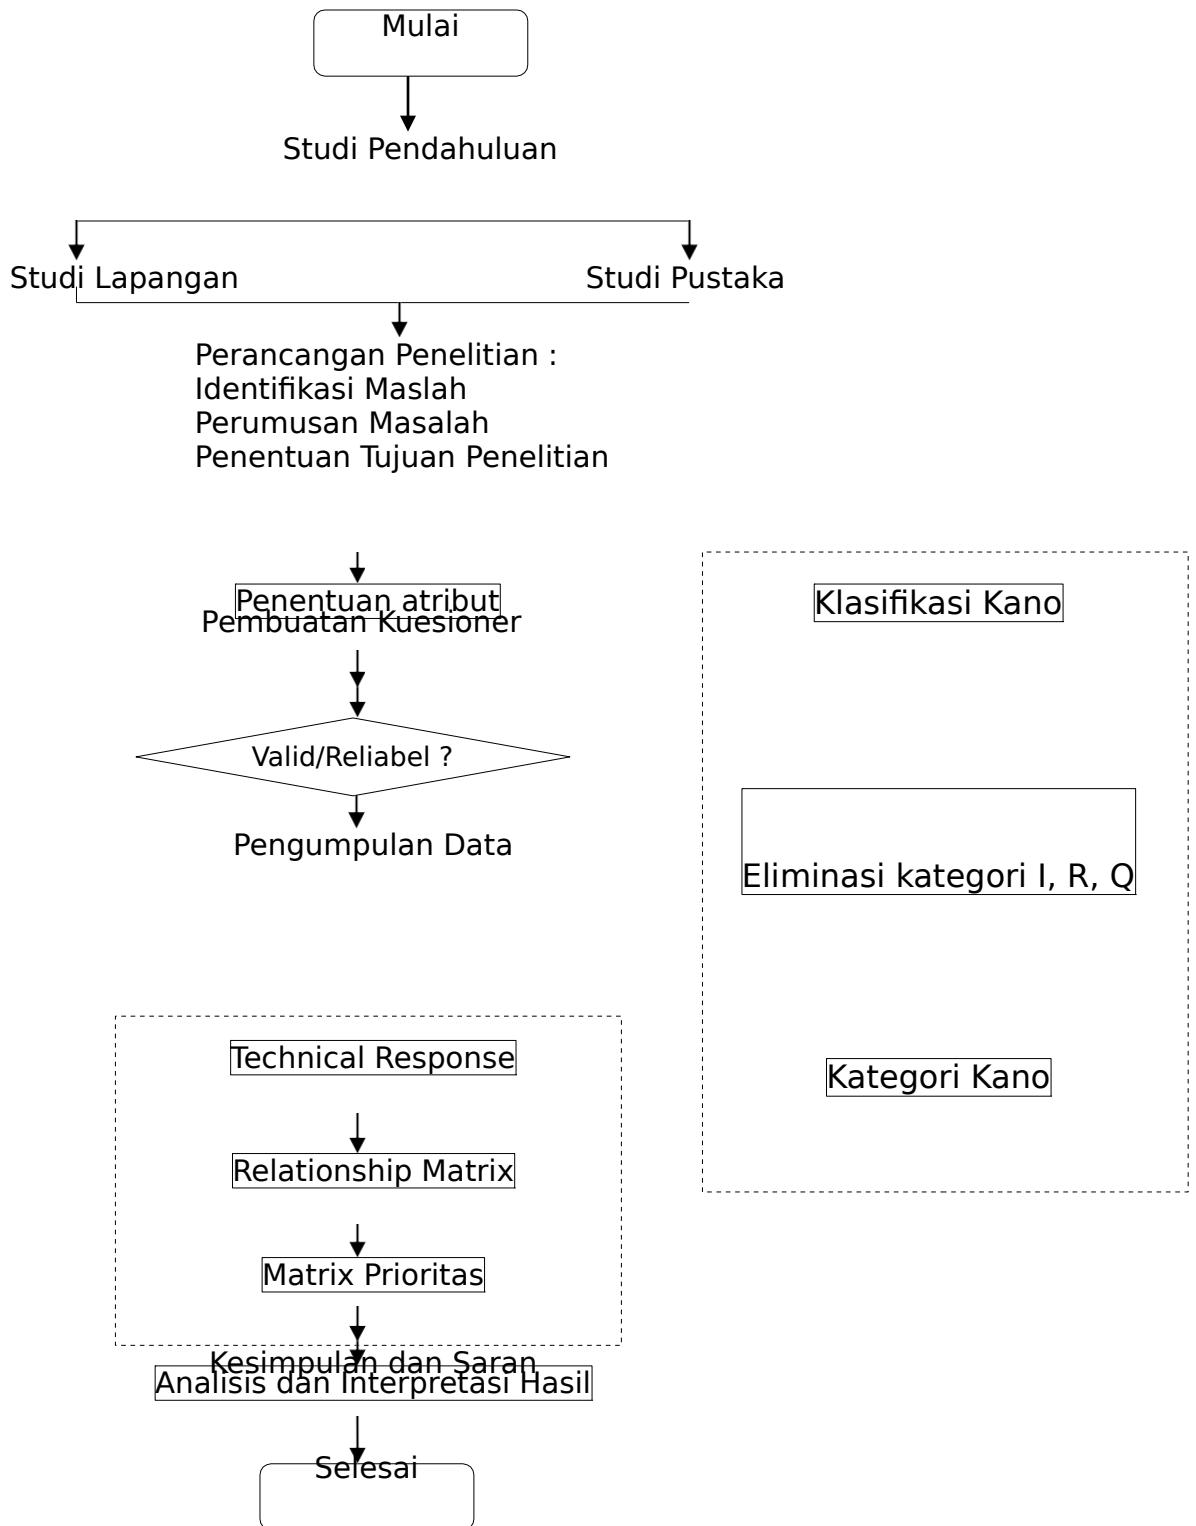 Mulai
Studi Pendahuluan
Studi Lapangan
Studi Pustaka
Perancangan Penelitian :
Identifikasi Maslah
Perumusan Masalah
Penentuan Tujuan Penelitian
Penentuan atribut
Pembuatan Kuesioner
Valid/Reliabel ?
Pengumpulan Data
Klasifikasi Kano
Eliminasi kategori I, R, Q
Kategori Kano
Technical Response
Relationship Matrix
Matrix Prioritas
Kesimpulan dan Saran
Analisis dan Interpretasi Hasil
Selesai